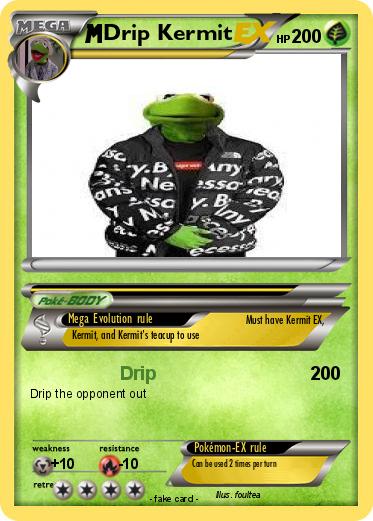 MEGA
M Drip Kermit EX HP 200
Poké-BODY
Mega Evolution rule Must have Kermit EX,
Kermit, and Kermit's teacup to use
Drip 200
Drip the opponent out
weakness resistance
+10 -10
retre
Pokémon-EX rule
Can be used 2 times per turn
- fake card - Illus. foultea